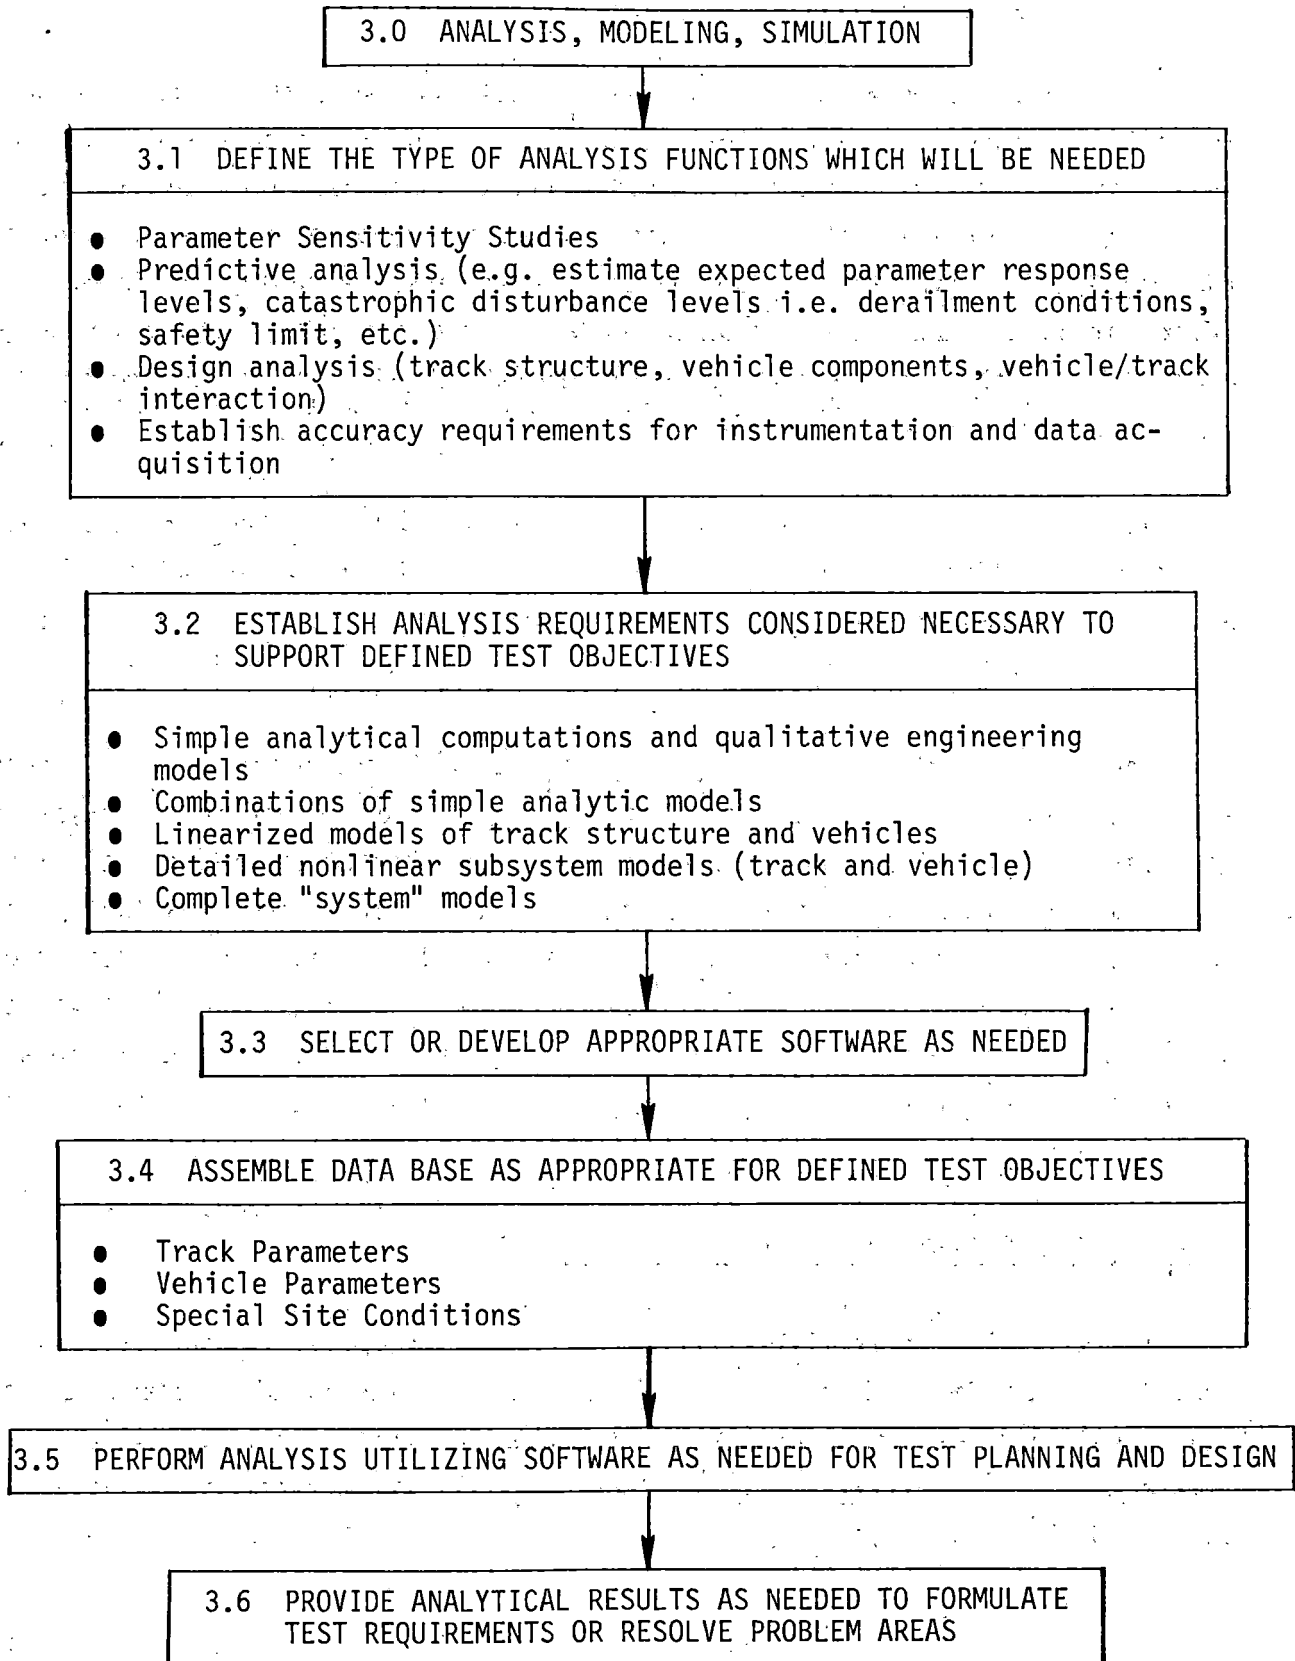 3.0 ANALYSIS, MODELING, SIMULATION
3.1 DEFINE THE TYPE OF ANALYSIS FUNCTIONS WHICH WILL BE NEEDED
● Parameter Sensitivity Studies
● Predictive analysis (e.g. estimate expected parameter response
levels, catastrophic disturbance levels i.e. derailment conditions,
safety limit, etc.)
● Design analysis (track structure, vehicle components, vehicle/track
interaction)
● Establish accuracy requirements for instrumentation and data ac-
quisition
3.2 ESTABLISH ANALYSIS REQUIREMENTS CONSIDERED NECESSARY TO
SUPPORT DEFINED TEST OBJECTIVES
● Simple analytical computations and qualitative engineering
models
● Combinations of simple analytic models
● Linearized models of track structure and vehicles
● Detailed nonlinear subsystem models (track and vehicle)
● Complete "system" models
3.3 SELECT OR DEVELOP APPROPRIATE SOFTWARE AS NEEDED
3.4 ASSEMBLE DATA BASE AS APPROPRIATE FOR DEFINED TEST OBJECTIVES
● Track Parameters
● Vehicle Parameters
● Special Site Conditions
3.5 PERFORM ANALYSIS UTILIZING SOFTWARE AS NEEDED FOR TEST PLANNING AND DESIGN
3.6 PROVIDE ANALYTICAL RESULTS AS NEEDED TO FORMULATE
TEST REQUIREMENTS OR RESOLVE PROBLEM AREAS